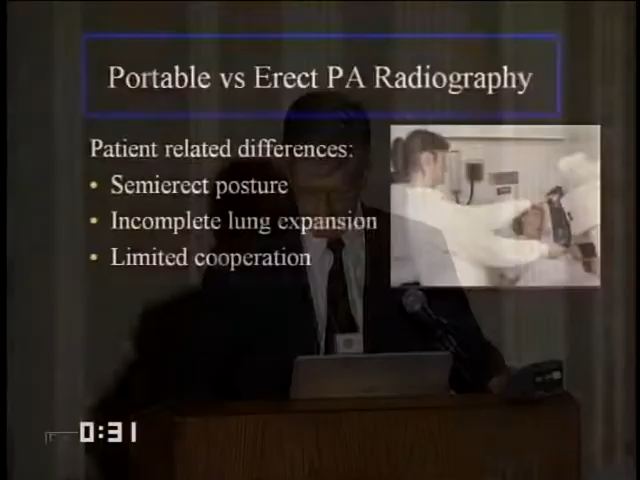 Portable vs Erect PA Radiography
Patient related differences:
• Semierect posture
• Incomplete lung expansion
• Limited cooperation
0:31